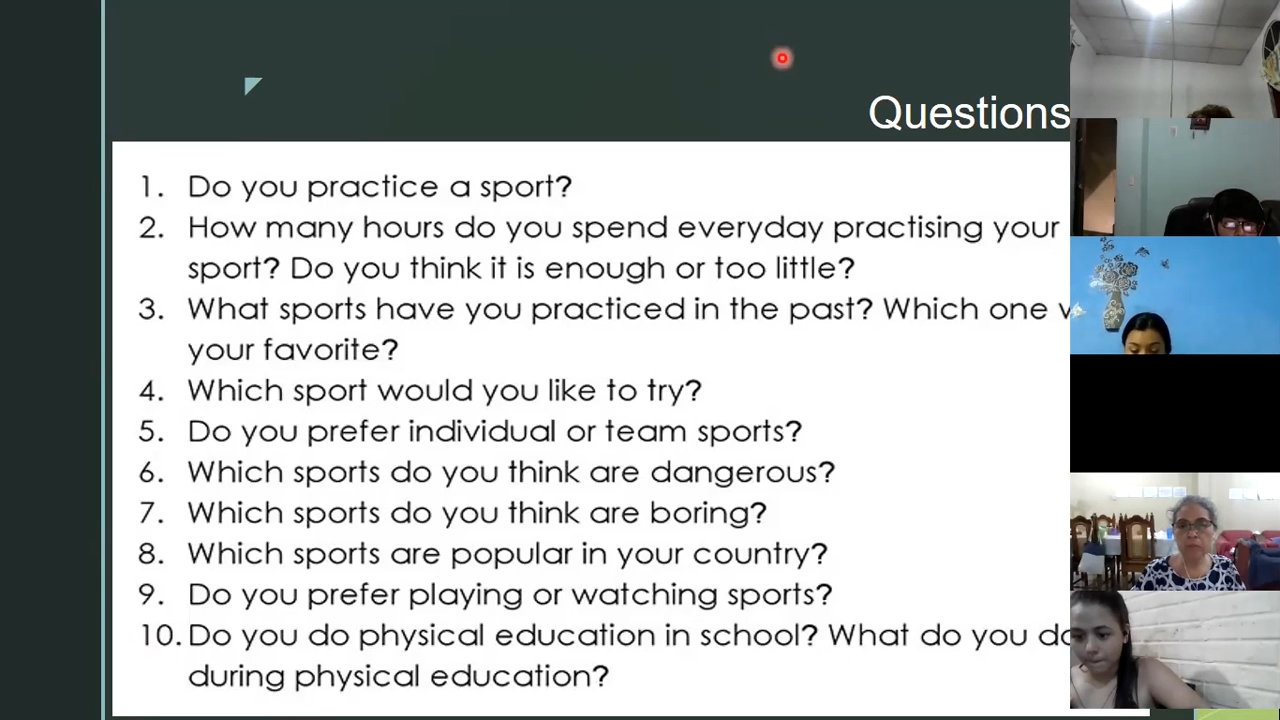 Questions
1. Do you practice a sport?
2. How many hours do you spend everyday practising your
sport? Do you think it is enough or too little?
3. What sports have you practiced in the past? Which one
your favorite?
4. Which sport would you like to try?
5. Do you prefer individual or team sports?
6. Which sports do you think are dangerous?
7. Which sports do you think are boring?
8. Which sports are popular in your country?
9. Do you prefer playing or watching sports?
10. Do you do physical education in school? What do you do
during physical education?